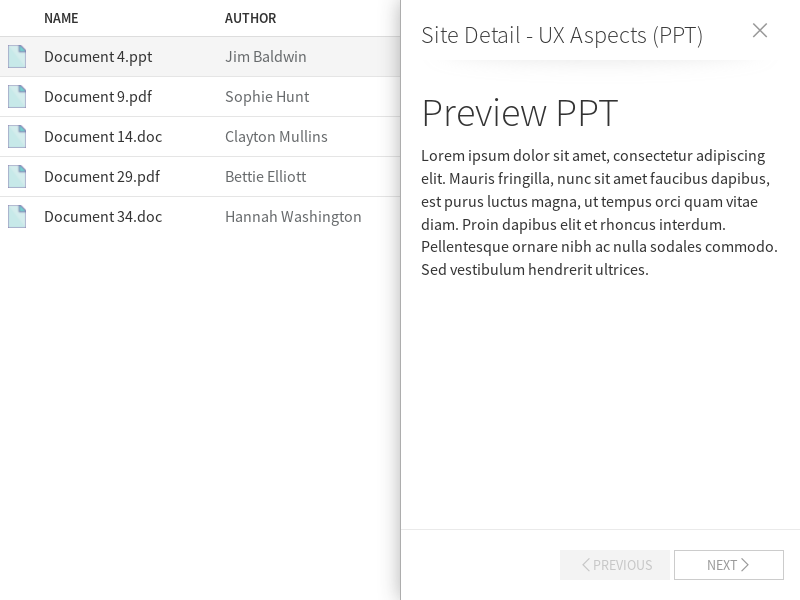 NAME AUTHOR
Document 4.ppt Jim Baldwin
Document 9.pdf Sophie Hunt
Document 14.doc Clayton Mullins
Document 29.pdf Bettie Elliott
Document 34.doc Hannah Washington
Site Detail - UX Aspects (PPT)
Preview PPT
Lorem ipsum dolor sit amet, consectetur adipiscing
elit. Mauris fringilla, nunc sit amet faucibus dapibus,
est purus luctus magna, ut tempus orci quam vitae
diam. Proin dapibus elit et rhoncus interdum.
Pellentesque ornare nibh ac nulla sodales commodo.
Sed vestibulum hendrerit ultrices.
PREVIOUS NEXT